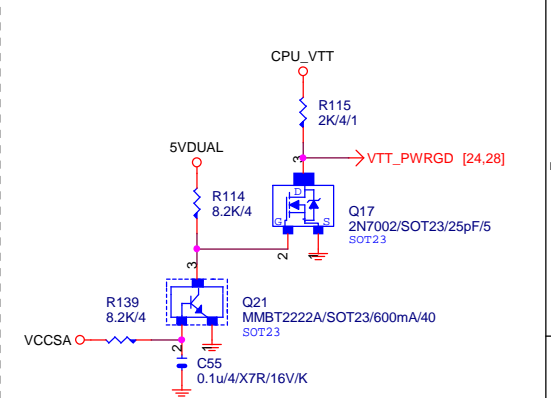 CPU_VTT
R115
2K/4/1
3
VTT_PWRGD [24,28]
5VDUAL
R114
8.2K/4
D
G
S
Q17
2N7002/SOT23/25pF/5
SOT23
2
1
3
R139
8.2K/4
Q21
MMBT2222A/SOT23/600mA/40
SOT23
VCCSA
2
1
C55
0.1u/4/X7R/16V/K